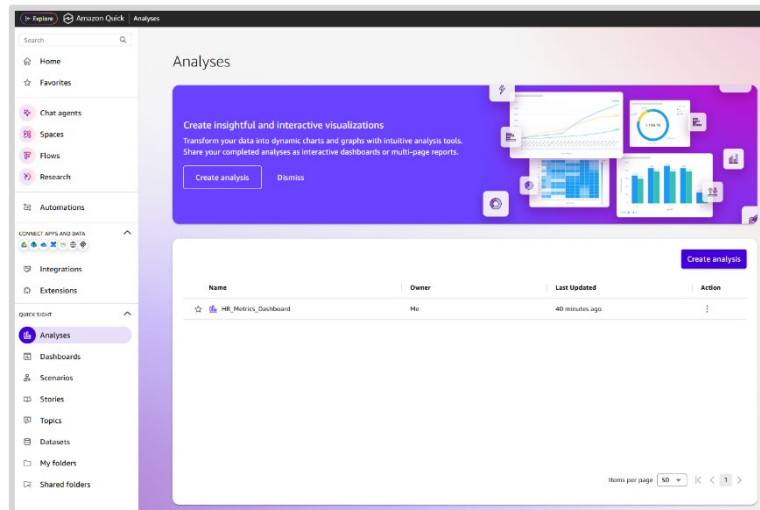 Explore
Amazon Quick
Analyses
Search
Home
Favorites
Chat agents
Spaces
Flows
Research
Automations
CONNECT APPS AND DATA
Integrations
Extensions
QUICK SIGHT
Analyses
Dashboards
Scenarios
Stories
Topics
Datasets
My folders
Shared folders
Analyses
Create insightful and interactive visualizations
Transform your data into dynamic charts and graphs with intuitive analysis tools.
Share your completed analyses as interactive dashboards or multi-page reports.
Create analysis
Dismiss
Create analysis
Name Owner Last Updated Action
HR_Metrics_Dashboard Me 40 minutes ago
Items per page 50 1